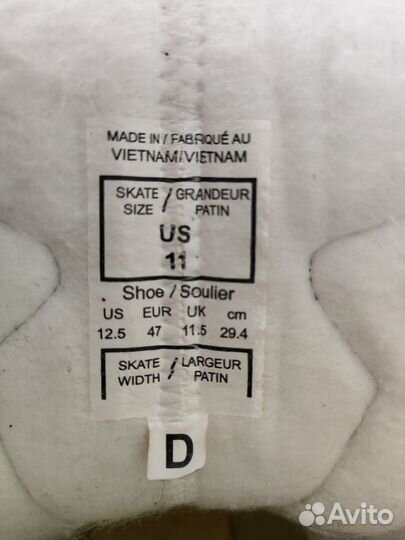 MADE IN / FABRIQUÉ AU
VIETNAM/VIETNAM
SKATE / GRANDEUR
SIZE / PATIN
US
11
Shoe / Soulier
US EUR UK cm
12.5 47 11.5 29.4
SKATE / LARGEUR
WIDTH / PATIN
D
Avito